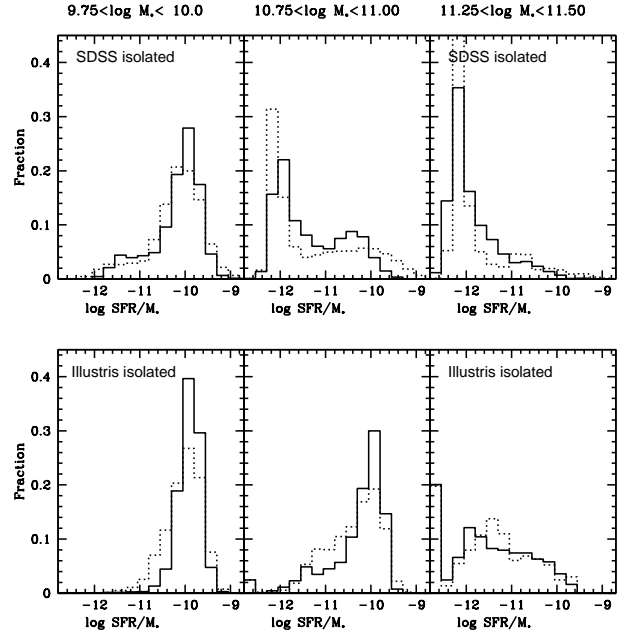 9.75<log M*< 10.0 10.75<log M*<11.00 11.25<log M*<11.50
SDSS isolated SDSS isolated
Fraction
0.4
0.3
0.2
0.1
0
-12 -11 -10 -9 -12 -11 -10 -9 -12 -11 -10 -9
log SFR/M* log SFR/M* log SFR/M*
Illustris isolated Illustris isolated
Fraction
0.4
0.3
0.2
0.1
0
-12 -11 -10 -9 -12 -11 -10 -9 -12 -11 -10 -9
log SFR/M* log SFR/M* log SFR/M*